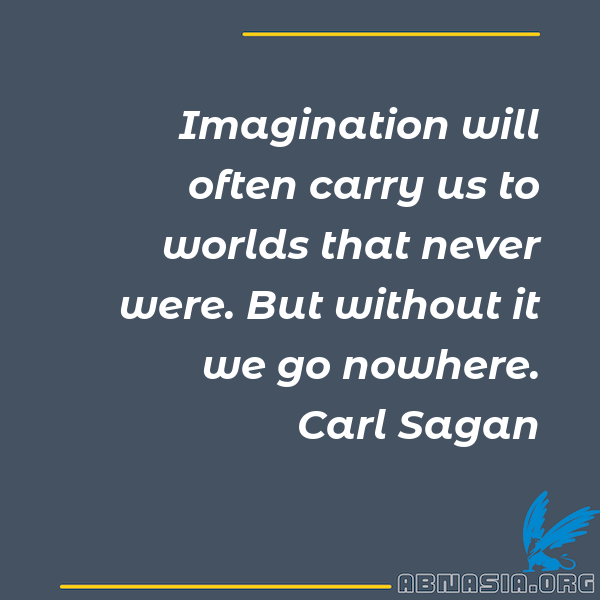 Imagination will
often carry us to
worlds that never
were. But without it
we go nowhere.
Carl Sagan
ABNASIA.ORG